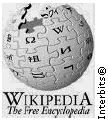 WIKIPEDIA
The Free Encyclopedia
Interbits®